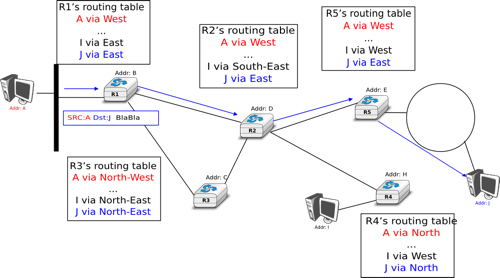 R1's routing table
A via West
...
I via East
J via East
R2's routing table
A via West
...
I via South-East
J via East
R5's routing table
A via West
...
I via West
J via East
Addr: B
R1
Addr: A
SRC:A Dst:J BlaBla
Addr: D
R2
Addr: E
R5
R3's routing table
A via North-West
...
I via North-East
J via North-East
Addr: C
R3
Addr: H
R4
Addr: I
Addr: J
R4's routing table
A via North
...
I via West
J via North